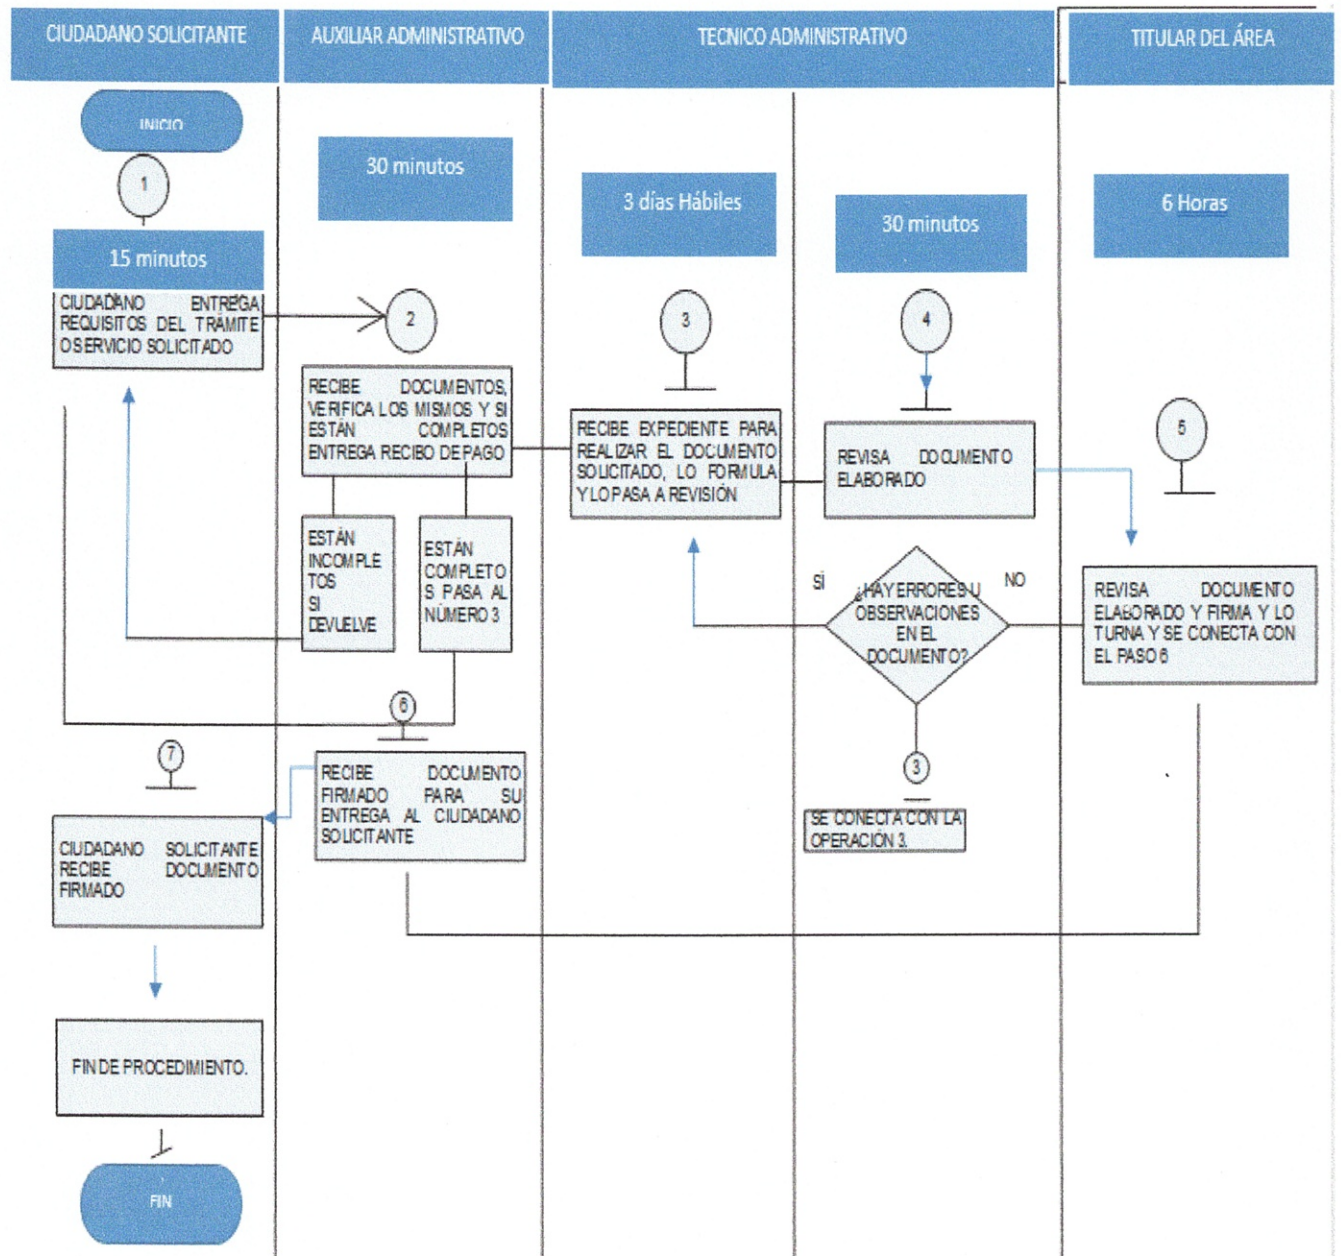 CIUDADANO SOLICITANTE
AUXILIAR ADMINISTRATIVO
TECNICO ADMINISTRATIVO
TITULAR DEL ÁREA
INICIO
1
15 minutos
CIUDADANO ENTREGA
REQUISITOS DEL TRÁMITE
O SERVICIO SOLICITADO
30 minutos
2
RECIBE DOCUMENTOS,
VERIFICA LOS MISMOS Y SI
ESTÁN COMPLETOS
ENTREGA RECIBO DE PAGO
ESTÁN
INCOMPLE
TOS
SI
DEVUELVE
ESTÁN
COMPLETO
S PASA AL
NÚMERO 3
3 días Hábiles
3
RECIBE EXPEDIENTE PARA
REALIZAR EL DOCUMENTO
SOLICITADO, LO FORMULA
Y LO PASA A REVISIÓN
30 minutos
4
REVISA DOCUMENTO
ELABORADO
SÍ
¿HAY ERRORES U
OBSERVACIONES
EN EL
DOCUMENTO?
NO
3
SE CONECTA CON LA
OPERACIÓN 3.
6 Horas
5
REVISA DOCUMENTO
ELABORADO Y FIRMA Y LO
TURNA Y SE CONECTA CON
EL PASO 6
6
RECIBE DOCUMENTO
FIRMADO PARA SU
ENTREGA AL CIUDADANO
SOLICITANTE
7
CIUDADANO SOLICITANTE
RECIBE DOCUMENTO
FIRMADO
FIN DE PROCEDIMIENTO.
FIN